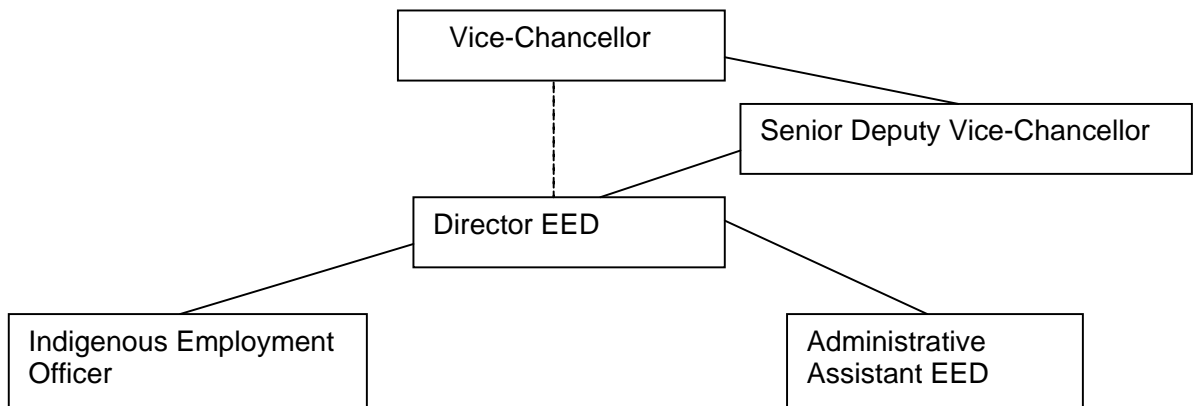 Vice-Chancellor
Senior Deputy Vice-Chancellor
Director EED
Indigenous Employment
Officer
Administrative
Assistant EED